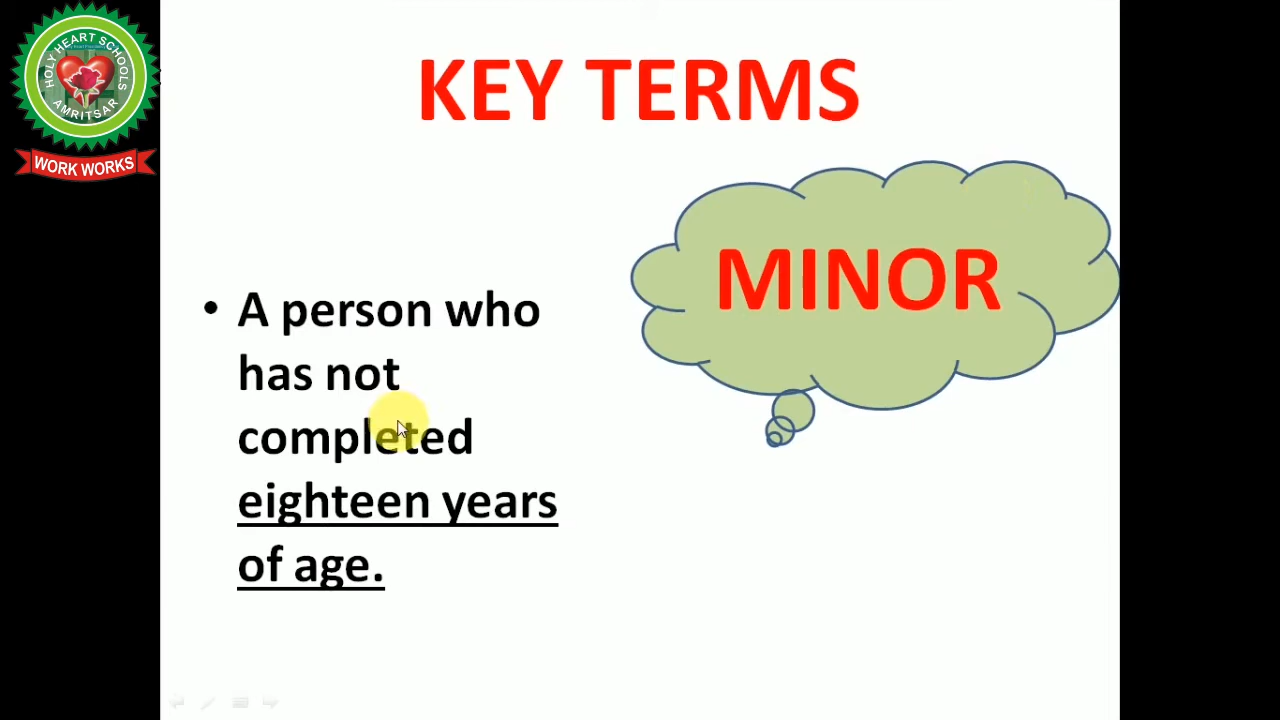 HOLY HEART SCHOOLS
AMRITSAR
WORK WORKS
KEY TERMS
MINOR
• A person who
has not
completed
eighteen years
of age.